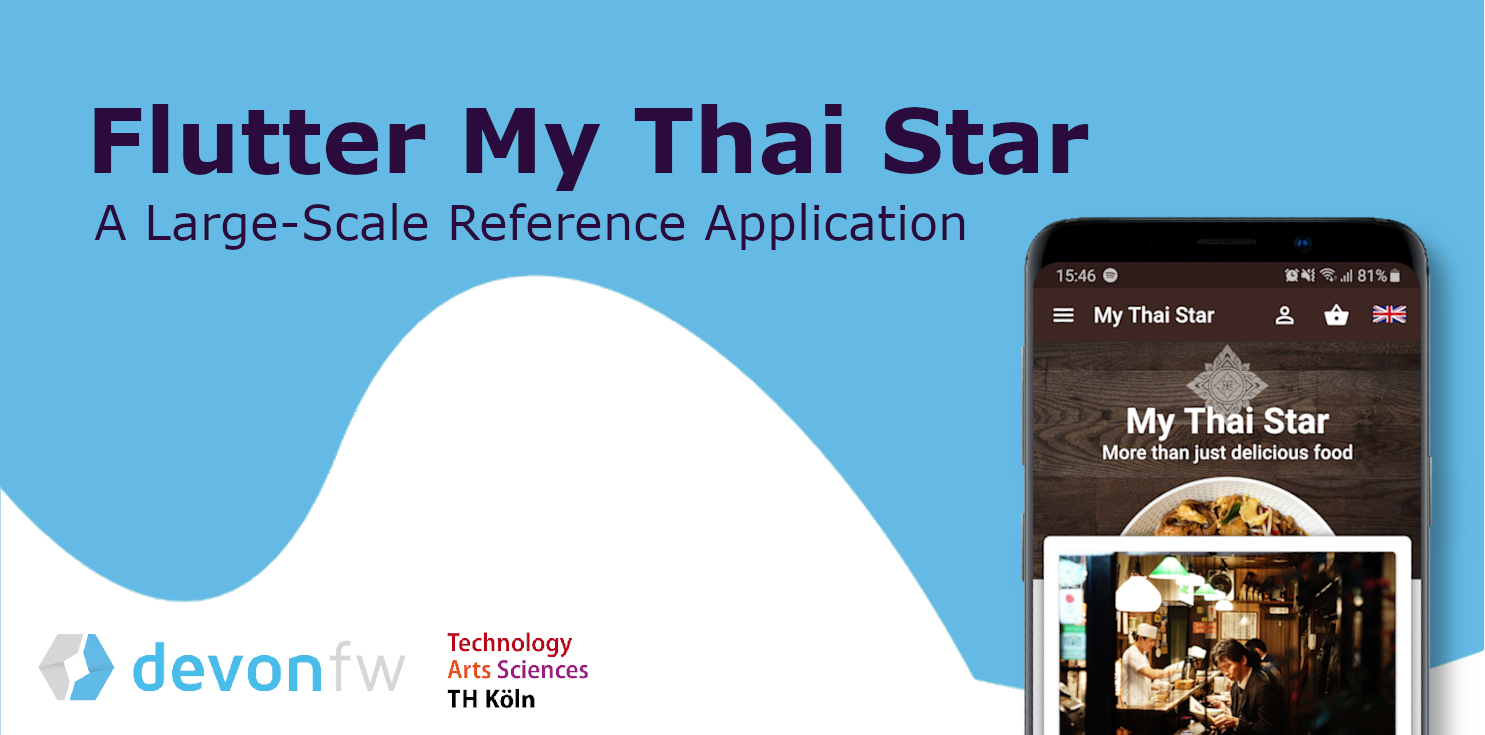 Flutter My Thai Star
A Large-Scale Reference Application
15:46 81%
My Thai Star
My Thai Star
More than just delicious food
devonfw
Technology
Arts Sciences
TH Köln